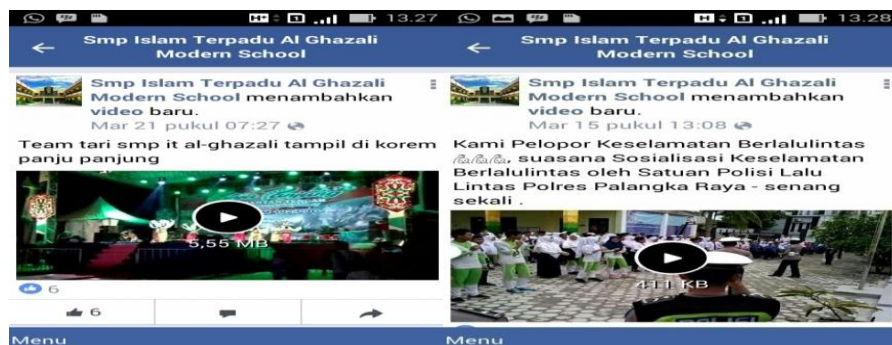 13.27
Smp Islam Terpadu Al Ghazali
Modern School
Smp Islam Terpadu Al Ghazali
Modern School menambahkan
video baru.
Mar 21 pukul 07:27
Team tari smp it al-ghazali tampil di korem
panju panjung
5,55 MB
6
6
Menu
13.28
Smp Islam Terpadu Al Ghazali
Modern School
Smp Islam Terpadu Al Ghazali
Modern School menambahkan
video baru.
Mar 15 pukul 13:08
Kami Pelopor Keselamatan Berlalulintas
, suasana Sosialisasi Keselamatan
Berlalulintas oleh Satuan Polisi Lalu
Lintas Polres Palangka Raya - senang
sekali .
411 KB
POLISI
Menu